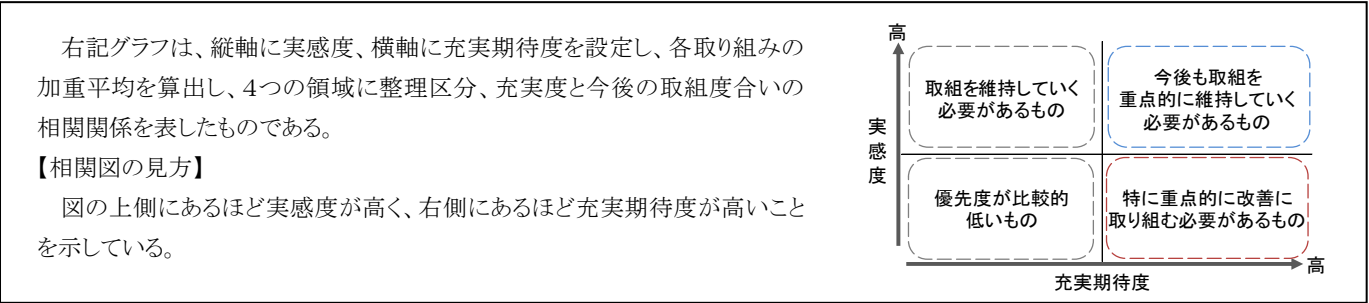 右記グラフは、縦軸に実感度、横軸に充実期待度を設定し、各取り組みの
加重平均を算出し、４つの領域に整理区分、充実度と今後の取組度合いの
相関関係を表したものである。
【相関図の見方】
図の上側にあるほど実感度が高く、右側にあるほど充実期待度が高いこと
を示している。
高
実感度
取組を維持していく
必要があるもの
今後も取組を
重点的に維持していく
必要があるもの
優先度が比較的
低いもの
特に重点的に改善に
取り組む必要があるもの
高
充実期待度